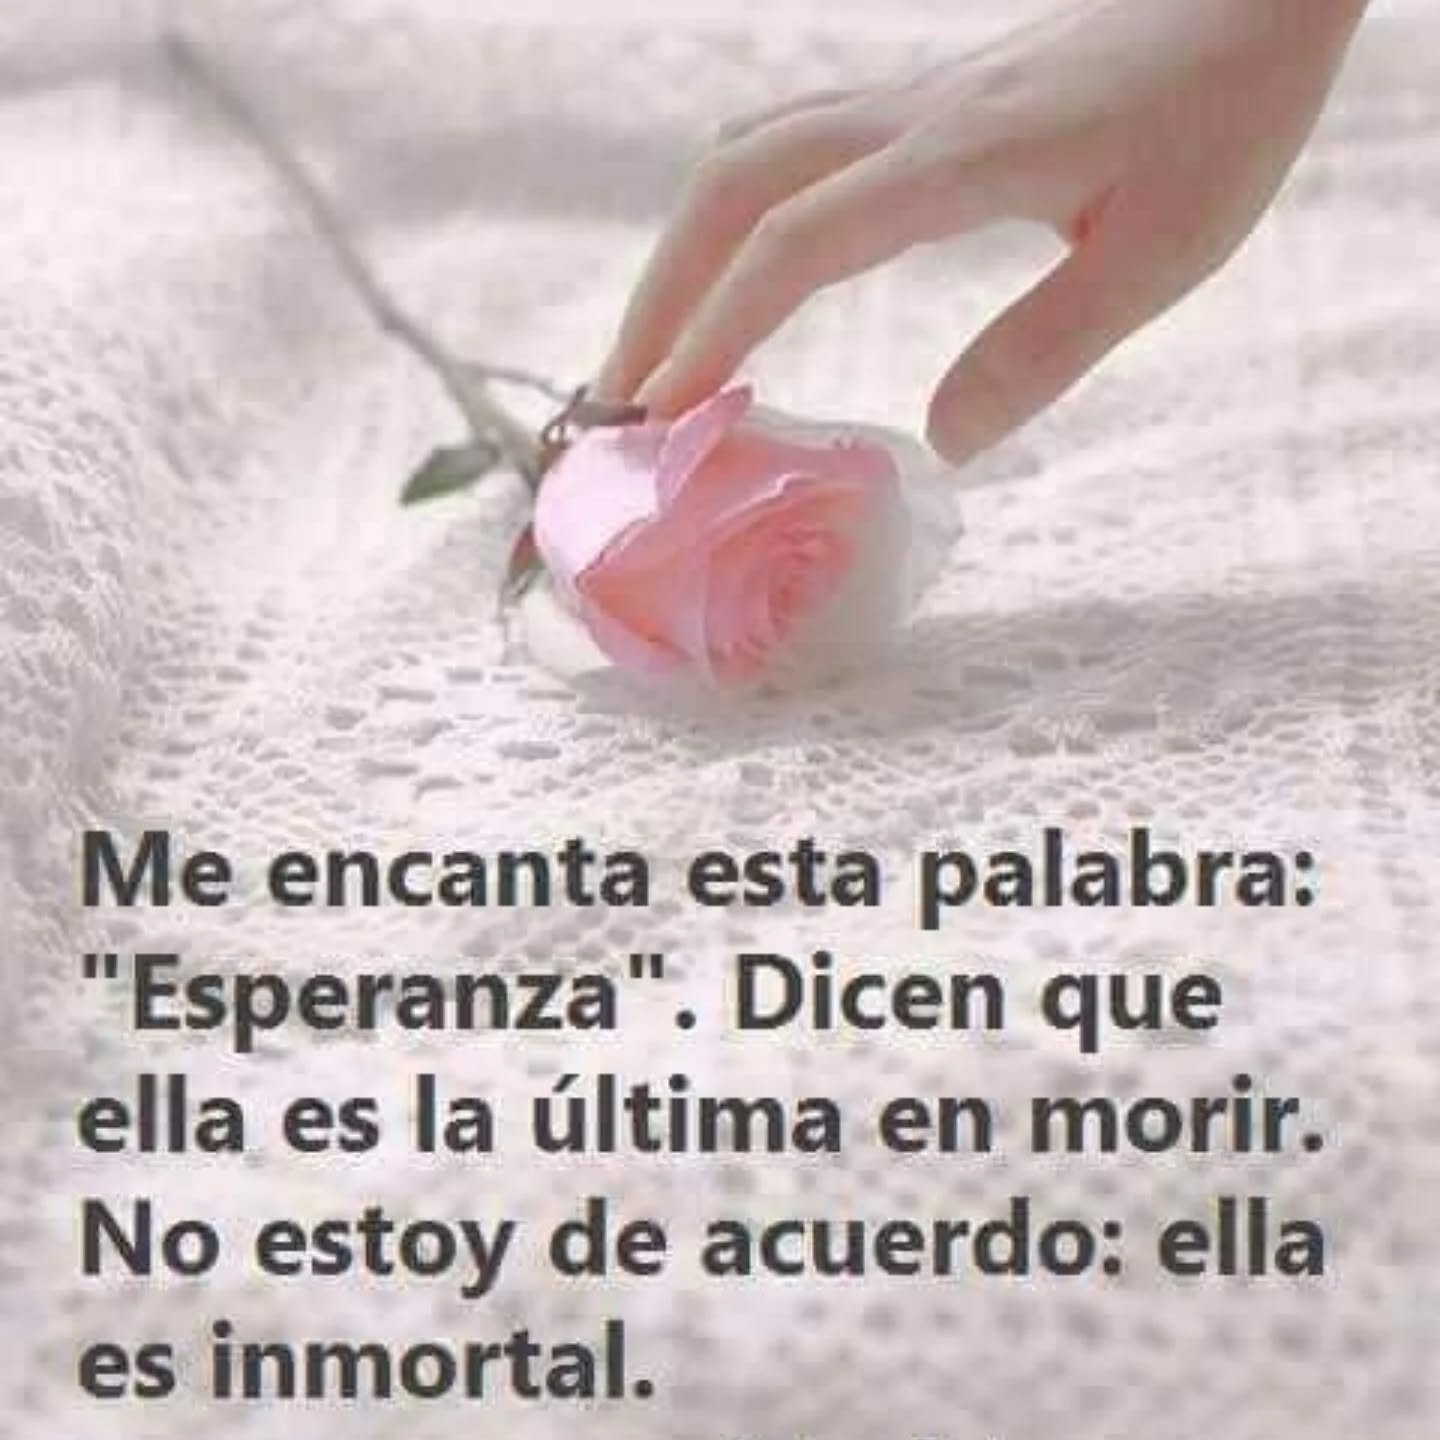 Me encanta esta palabra:
"Esperanza". Dicen que
ella es la última en morir.
No estoy de acuerdo: ella
es inmortal.